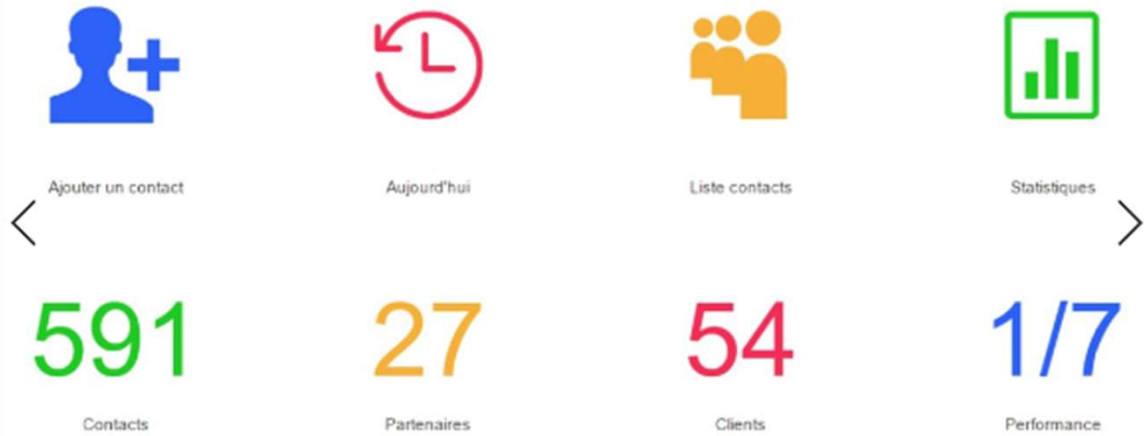 Ajouter un contact Aujourd'hui Liste contacts Statistiques
591 27 54 1/7
Contacts Partenaires Clients Performance